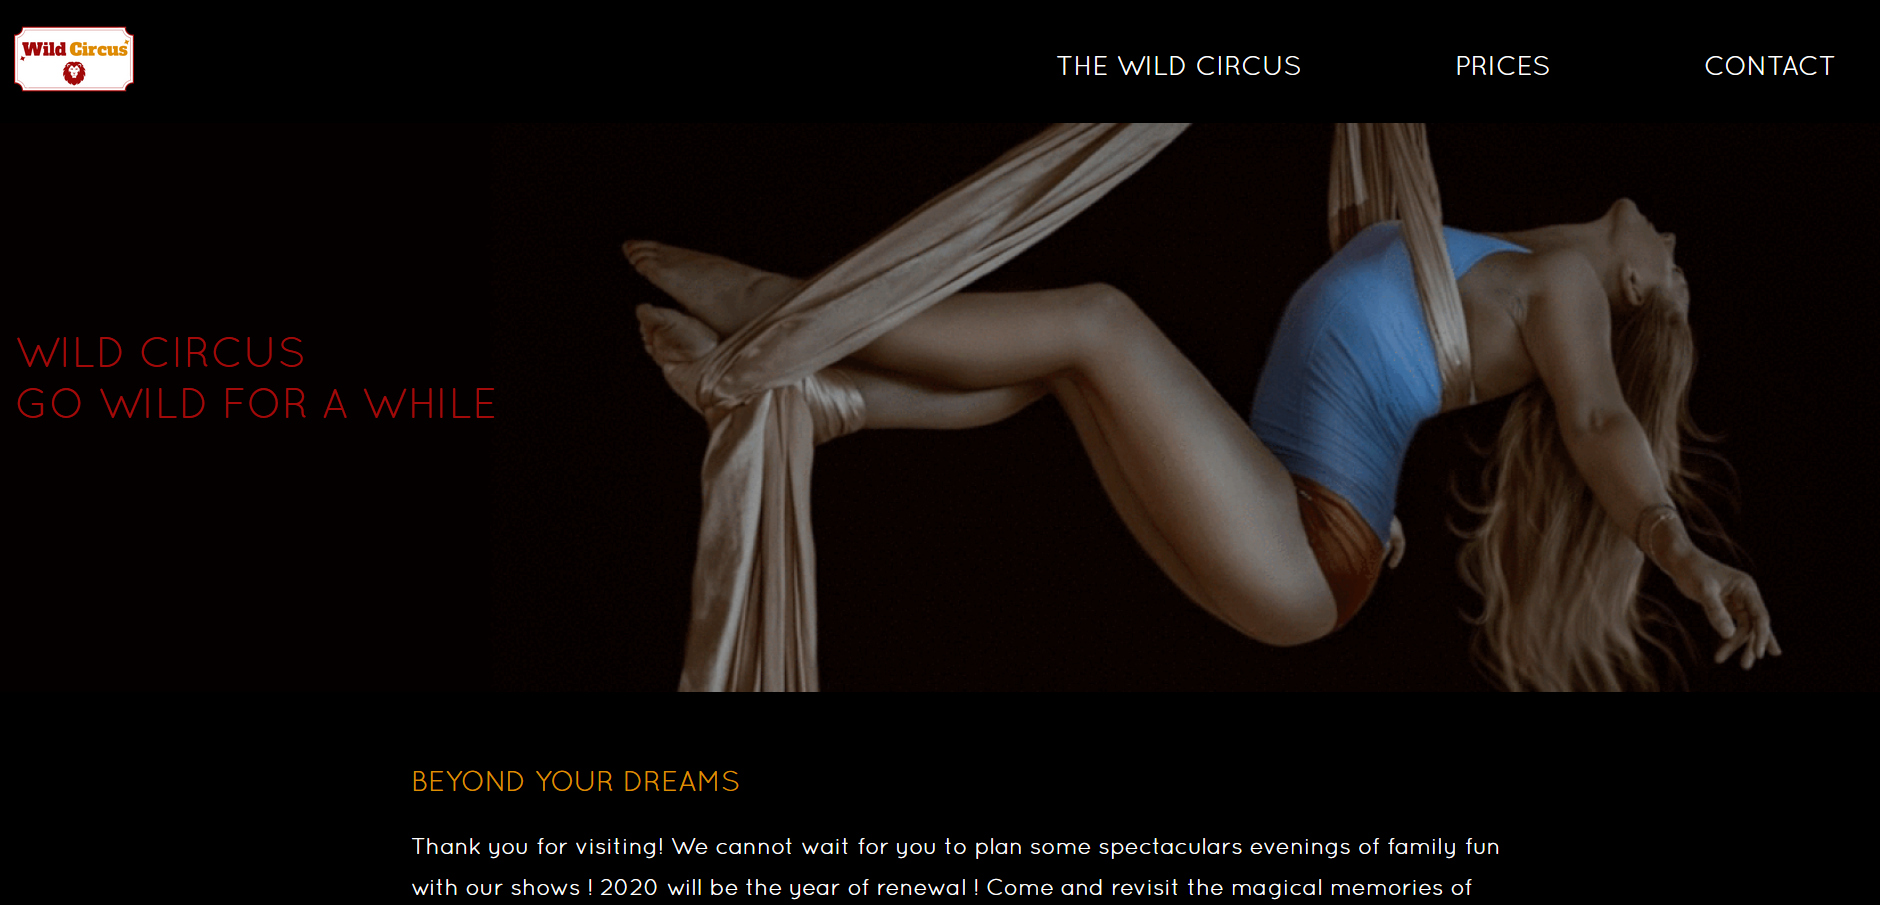 Wild Circus
THE WILD CIRCUS
PRICES
CONTACT
WILD CIRCUS
GO WILD FOR A WHILE
BEYOND YOUR DREAMS
Thank you for visiting! We cannot wait for you to plan some spectaculars evenings of family fun
with our shows ! 2020 will be the year of renewal ! Come and revisit the magical memories of